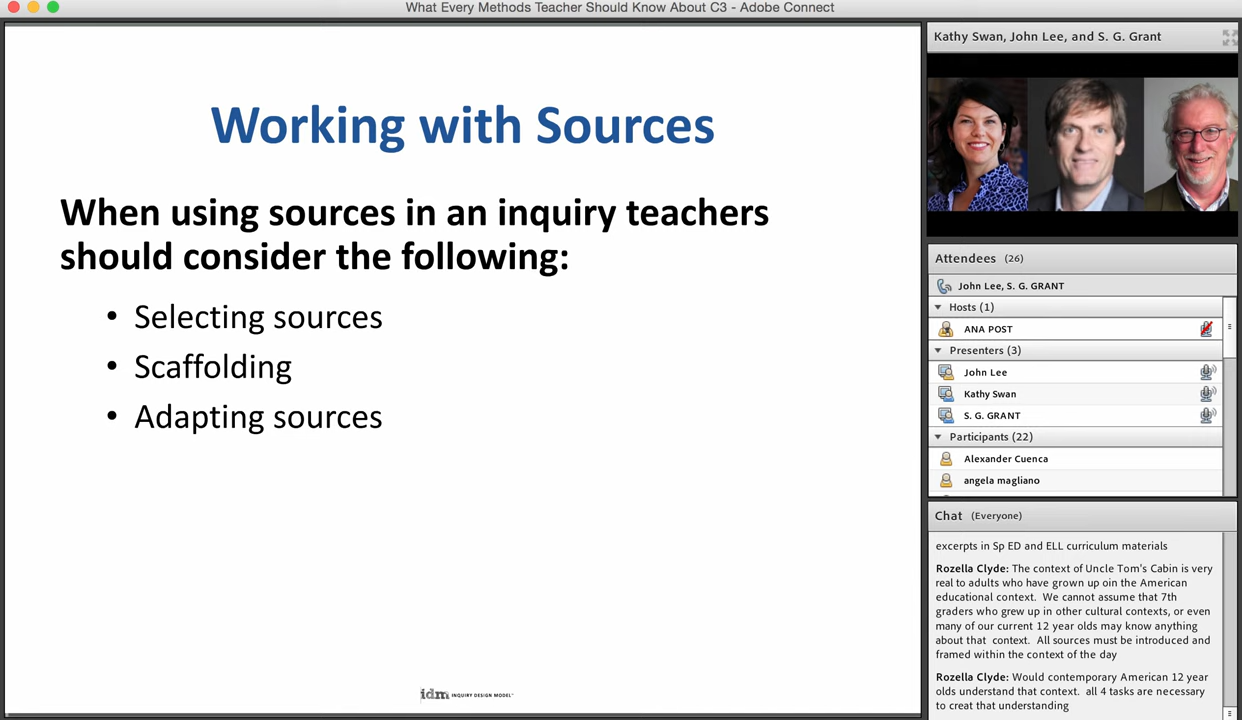 What Every Methods Teacher Should Know About C3 - Adobe Connect
Working with Sources
When using sources in an inquiry teachers
should consider the following:
• Selecting sources
• Scaffolding
• Adapting sources
idm INQUIRY DESIGN MODEL™
Kathy Swan, John Lee, and S. G. Grant
Attendees (26)
John Lee, S. G. GRANT
Hosts (1)
ANA POST
Presenters (3)
John Lee
Kathy Swan
S. G. GRANT
Participants (22)
Alexander Cuenca
angela magliano
Chat (Everyone)
excerpts in Sp ED and ELL curriculum materials
Rozella Clyde: The context of Uncle Tom's Cabin is very
real to adults who have grown up oin the American
educational context. We cannot assume that 7th
graders who grew up in other cultural contexts, or even
many of our current 12 year olds may know anything
about that context. All sources must be introduced and
framed within the context of the day
Rozella Clyde: Would contemporary American 12 year
olds understand that context. all 4 tasks are necessary
to creat that understanding